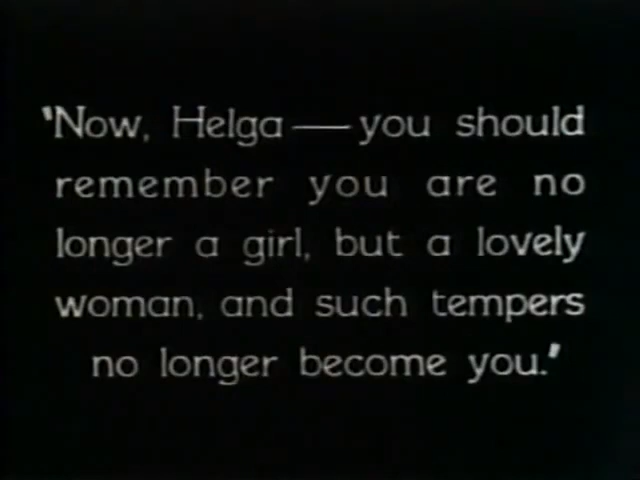 'Now, Helga — you should
remember you are no
longer a girl, but a lovely
woman, and such tempers
no longer become you.'